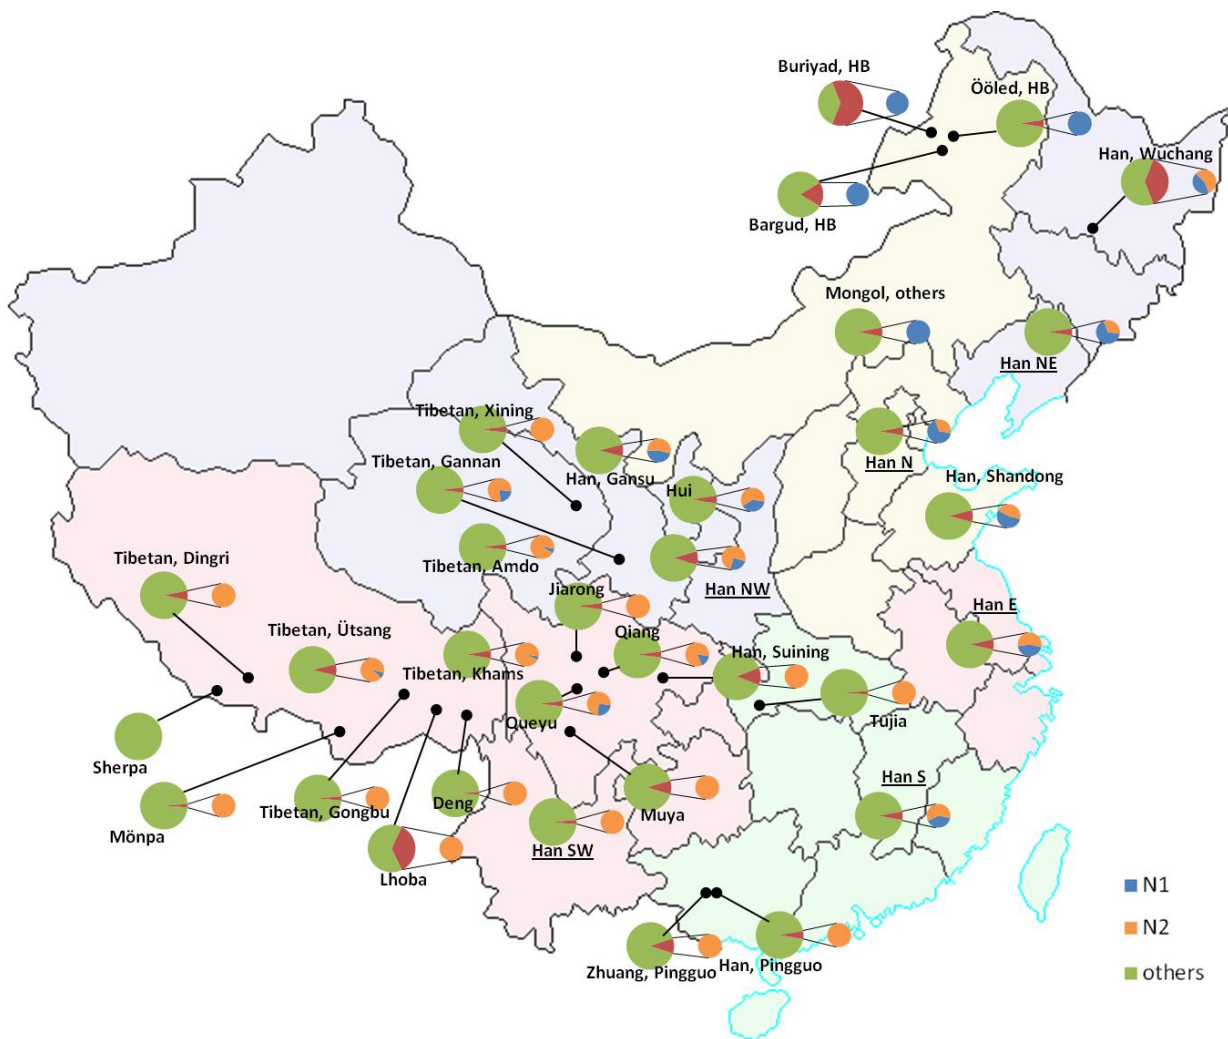 Buriyad, HB
Ööled, HB
Han, Wuchang
Bargud, HB
Mongol, others
Han NE
Tibetan, Xining
Han, Gansu
Han N
Tibetan, Gannan
Hui
Han, Shandong
Tibetan, Amdo
Han NW
Tibetan, Dingri
Jiarong
Han E
Tibetan, Ütsang
Qiang
Han, Suining
Tibetan, Khams
Queyu
Tujia
Sherpa
Han S
Mönpa
Tibetan, Gongbu
Deng
Muya
Han SW
Lhoba
N1
N2
others
Zhuang, Pingguo
Han, Pingguo